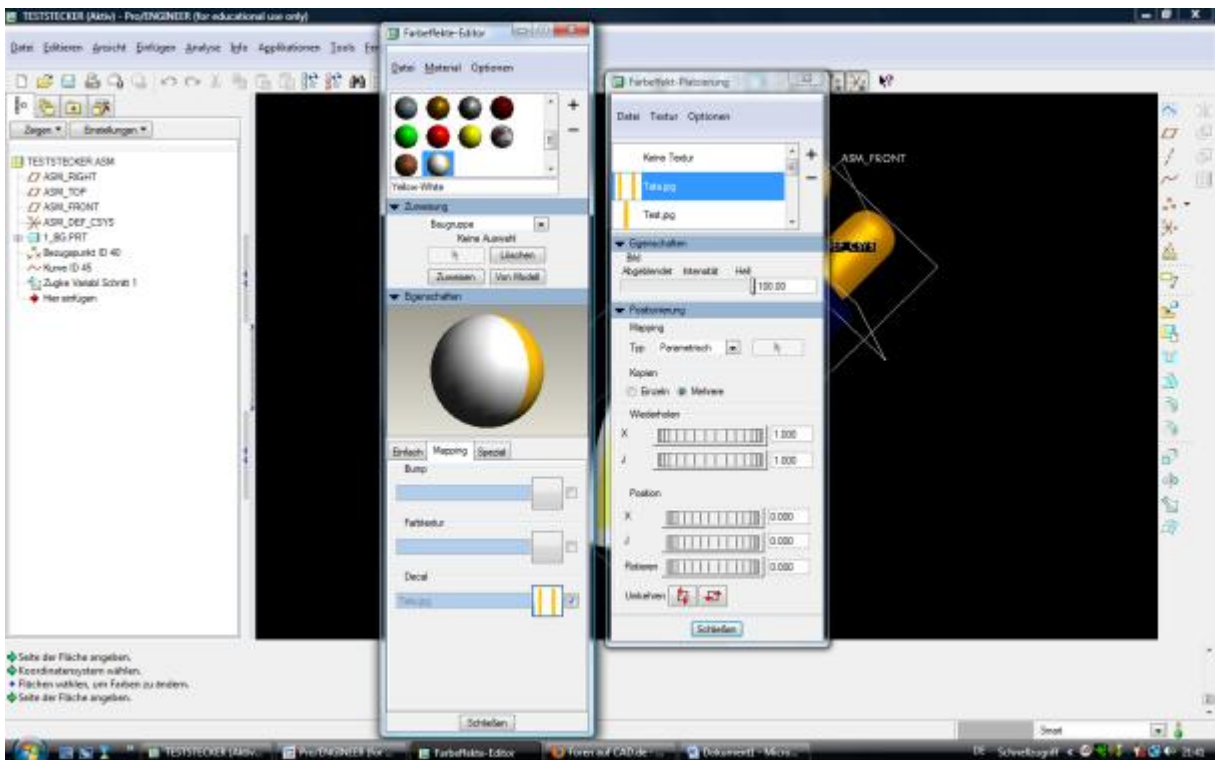 TESTSTECKER (Aktiv) - Pro/ENGINEER (for educational use only)
Datei Editieren Ansicht Einfügen Analyse Info Applikationen Tools
Zeigen Einstellungen
TESTSTECKER.ASM
ASM_RIGHT
ASM_TOP
ASM_FRONT
ASM_DEF_CSYS
1_BG.PRT
Bezugspunkt ID 40
Kurve ID 45
Zugke Variabl Schnitt 1
Hier einfügen
Farbeffekte-Editor
Datei Material Optionen
Yellow-White
Zuweisung
Baugruppe
Keine Auswahl
Löschen
Zuweisen Von Modell
Eigenschaften
Einfach Mapping Spezial
Bump
Farbtextur
Decal
Tata.jpg
Schließen
Farbeffekt-Platzierung
Datei Textur Optionen
Keine Textur
Tata.jpg
Test.jpg
Eigenschaften
Bild
Abgeblendet Intensität Hell
100.00
Positionierung
Mapping
Typ Parametrisch
Kopien
Einzeln Mehrere
Wiederholen
X 1.000
1.000
Position
X 0.000
0.000
Rotieren 0.000
Umkehren
Schließen
ASM_FRONT
DEF_CSYS
Seite der Fläche angeben.
Koordinatensystem wählen.
Flächen wählen, um Farben zu ändern.
Seite der Fläche angeben.
Smart
TESTSTECKER (Aktiv... Pro/ENGINEER (for ... Farbeffekte-Editor Foren auf CAD.de - ... Dokument1 - Micro...
DE Schnellzugriff 21:41